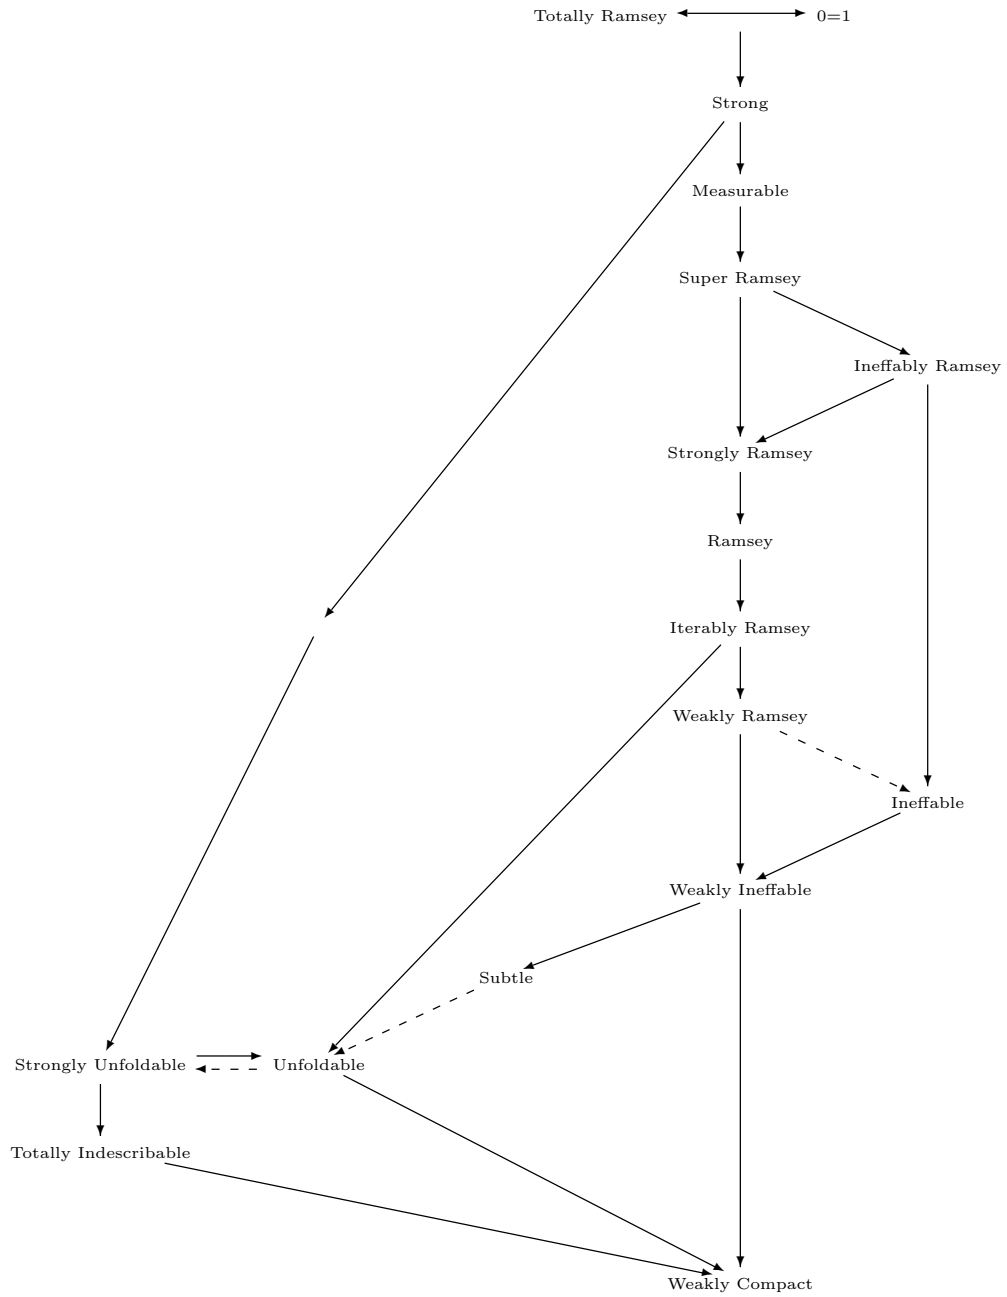 Totally Ramsey
0=1
Strong
Measurable
Super Ramsey
Ineffably Ramsey
Strongly Ramsey
Ramsey
Iterably Ramsey
Weakly Ramsey
Ineffable
Weakly Ineffable
Subtle
Strongly Unfoldable
Unfoldable
Totally Indescribable
Weakly Compact